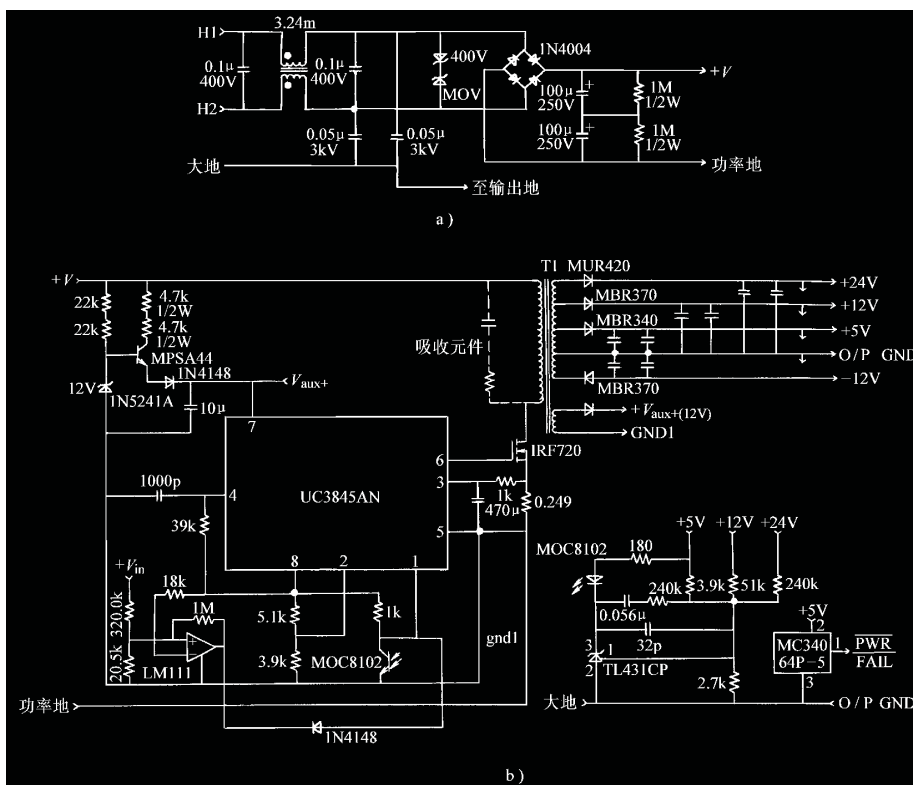 H1
3.24m
0.1μ
400V
0.1μ
400V
400V
MOV
1N4004
+V
H2
100μ
250V
100μ
250V
1M
1/2W
1M
1/2W
0.05μ
3kV
0.05μ
3kV
大地
功率地
至输出地
a)
+V
22k
22k
4.7k
1/2W
4.7k
1/2W
MPSA44
1N4148
Vaux+
12V
1N5241A
10μ
吸收元件
T1
MUR420
+24V
MBR370
+12V
MBR340
+5V
O/P GND
MBR370
-12V
+Vaux+(12V)
GND1
7
6
IRF720
UC3845AN
1000p
4
3
1k
470μ
0.249
39k
5
8
2
1
+Vin
18k
1M
320.0k
20.5k
LM111
5.1k
3.9k
1k
MOC8102
gnd1
功率地
1N4148
+5V
+12V
+24V
MOC8102
180
240k
3.9k
51k
240k
0.056μ
32p
3
1
2
TL431CP
2.7k
+5V
2
MC340
64P-5
1
PWR
FAIL
3
大地
O/P GND
b)